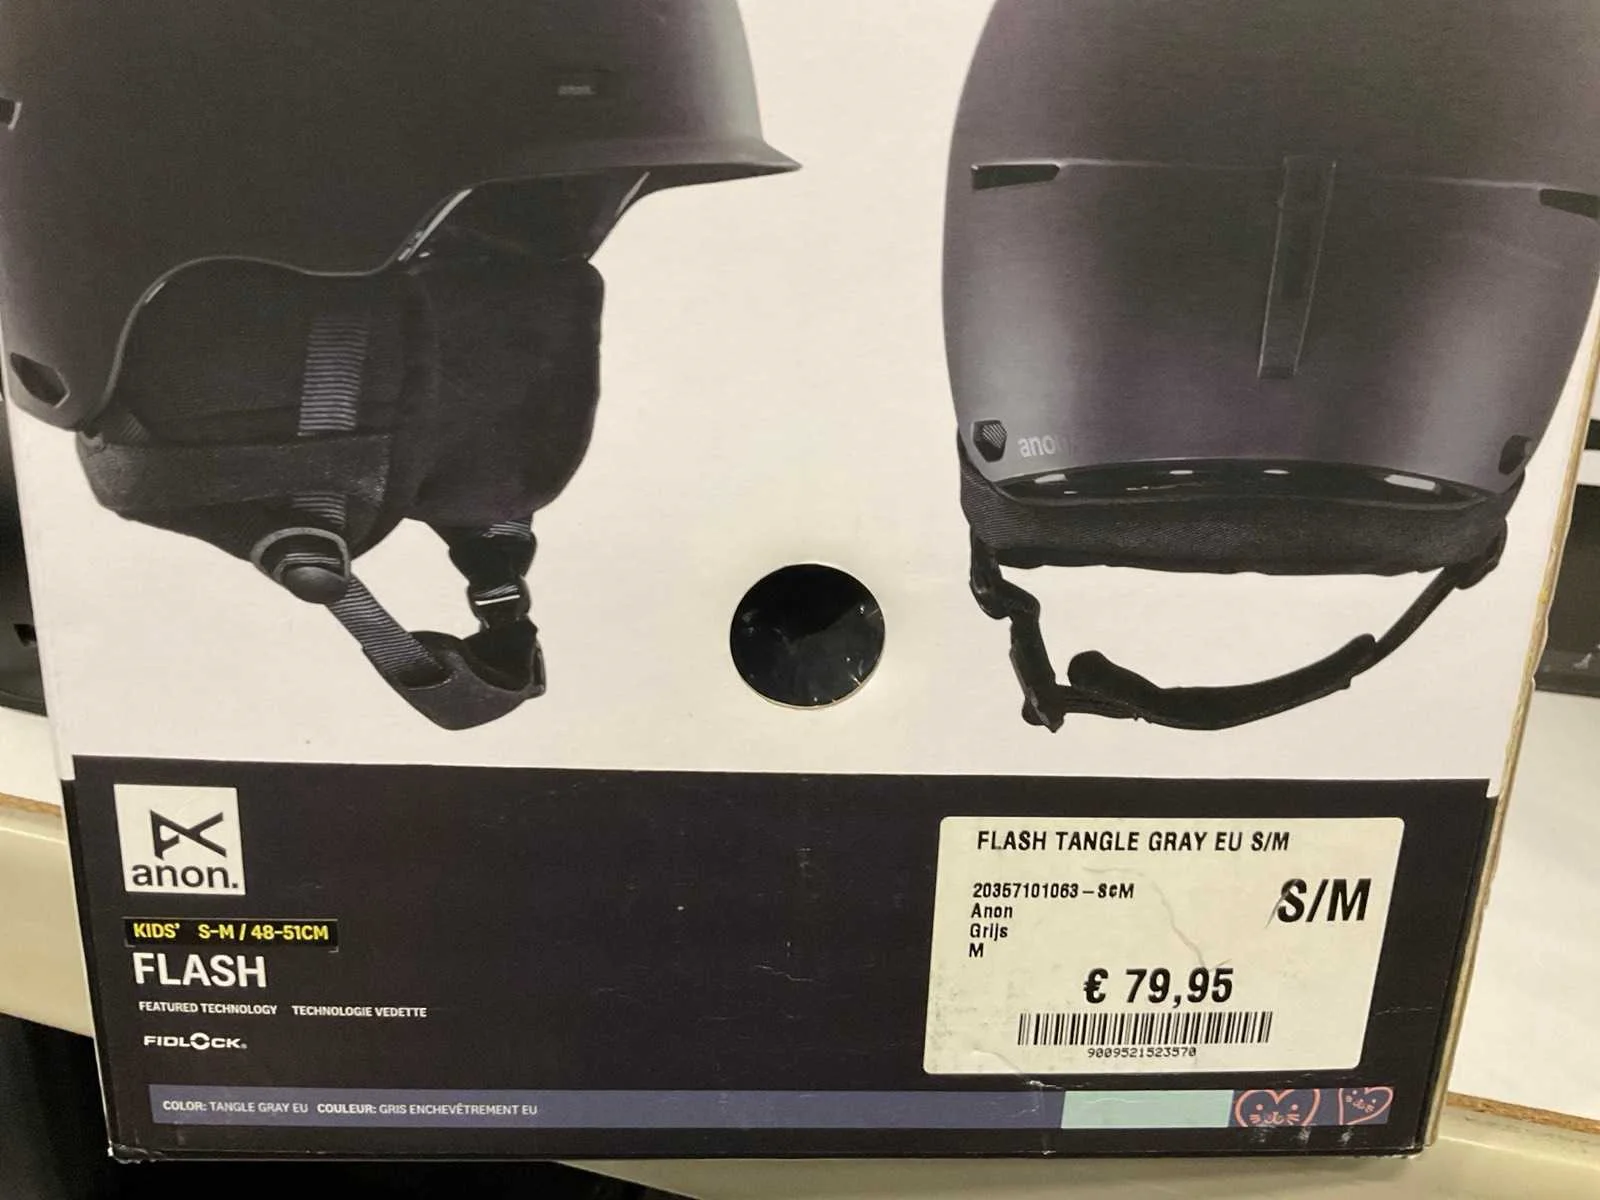 anon.
anon.
anon.
KIDS' S-M / 48-51CM
FLASH
FEATURED TECHNOLOGY TECHNOLOGIE VEDETTE
FIDLOCK®
COLOR: TANGLE GRAY EU COULEUR: GRIS ENCHEVÊTREMENT EU
FLASH TANGLE GRAY EU S/M
20357101063-S¢M
Anon
Grijs
M
S/M
€ 79,95
9009521523570